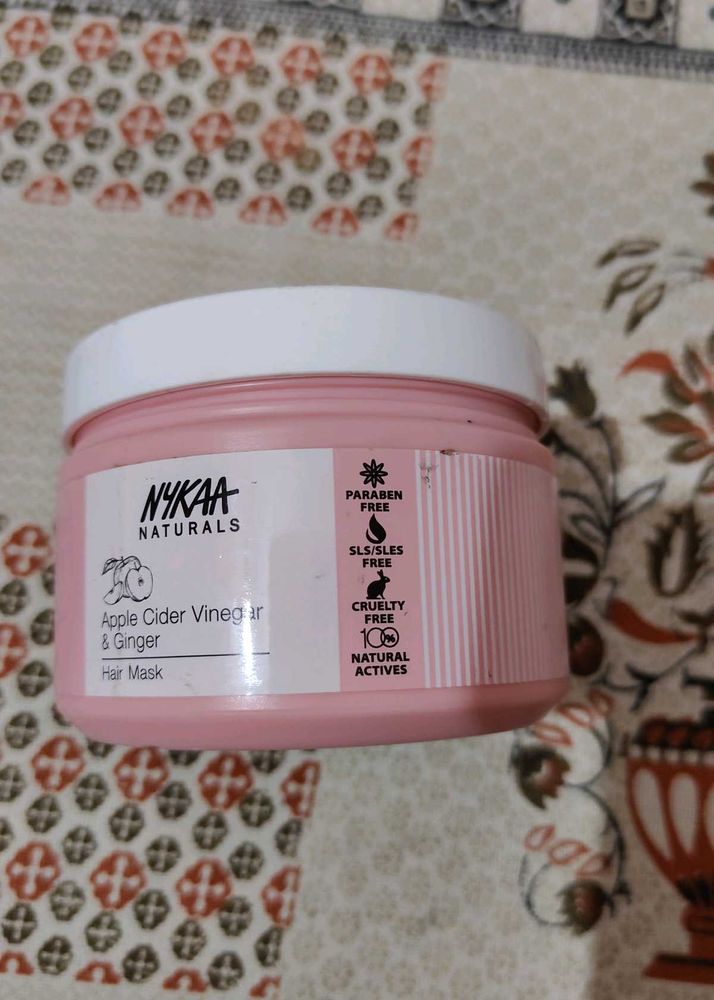 NYKAA
NATURALS
Apple Cider Vinegar
& Ginger
Hair Mask
PARABEN
FREE
SLS/SLES
FREE
CRUELTY
FREE
100%
NATURAL
ACTIVES